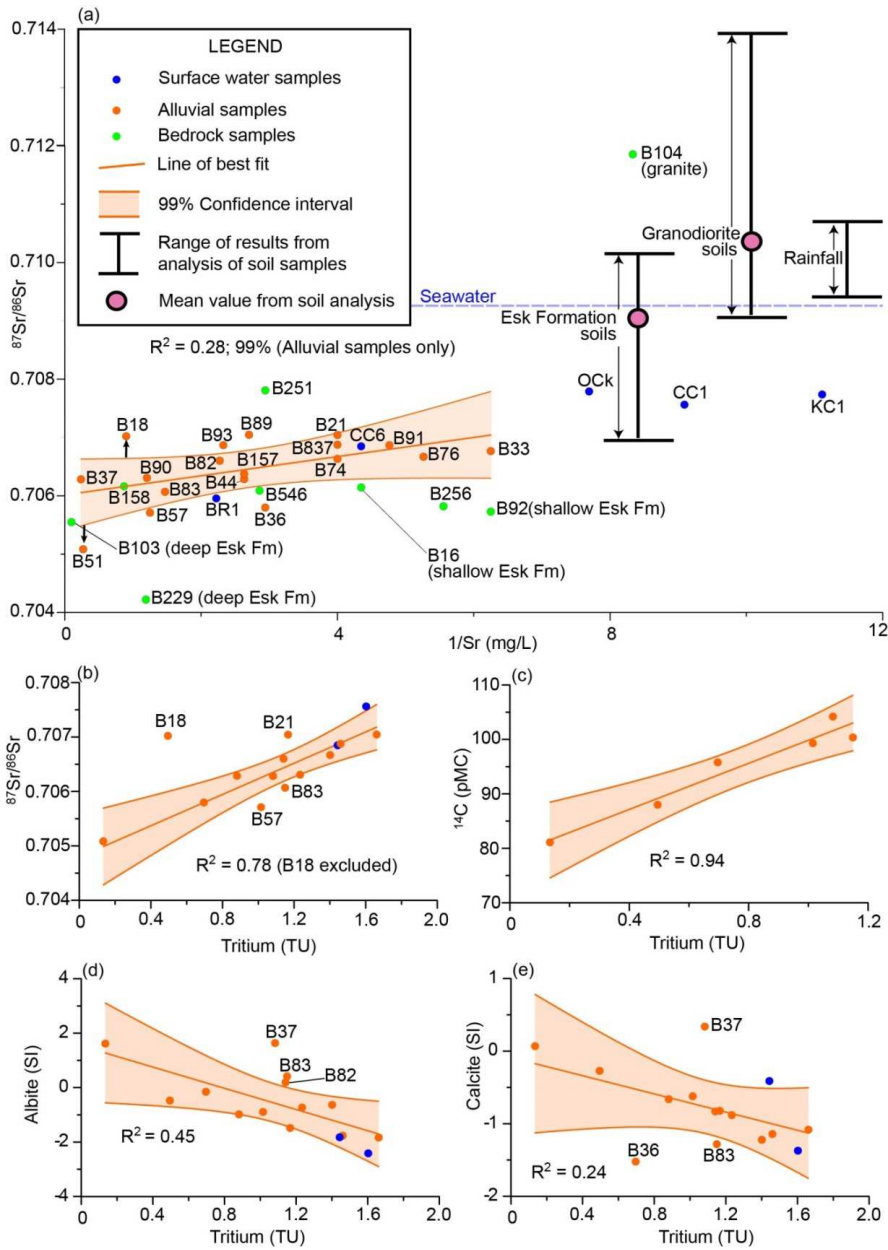 (a)
0.714
0.712
0.710
0.708
0.706
0.704
⁸⁷Sr/⁸⁶Sr
LEGEND
Surface water samples
Alluvial samples
Bedrock samples
Line of best fit
99% Confidence interval
Range of results from
analysis of soil samples
Mean value from soil analysis
R² = 0.28; 99% (Alluvial samples only)
B104
(granite)
Granodiorite
soils
Rainfall
Seawater
Esk Formation
soils
OCk
CC1
KC1
B251
B18
B93
B89
B21
CC6
B91
B33
B837
B76
B37
B90
B82
B157
B74
B158
B83
B44
B546
B256
B92(shallow Esk Fm)
B57
BR1
B36
B103 (deep Esk Fm)
B16
(shallow Esk Fm)
B51
B229 (deep Esk Fm)
0
4
8
12
1/Sr (mg/L)
(b)
0.708
0.707
0.706
0.705
0.704
⁸⁷Sr/⁸⁶Sr
B18
B21
B83
B57
R² = 0.78 (B18 excluded)
0
0.4
0.8
1.2
1.6
2.0
Tritium (TU)
(c)
110
100
90
80
70
¹⁴C (pMC)
R² = 0.94
0
0.4
0.8
1.2
Tritium (TU)
(d)
4
2
0
-2
-4
Albite (SI)
B37
B83
B82
R² = 0.45
0
0.4
0.8
1.2
1.6
2.0
Tritium (TU)
(e)
1
0
-1
-2
Calcite (SI)
B37
B36
B83
R² = 0.24
0
0.4
0.8
1.2
1.6
2.0
Tritium (TU)